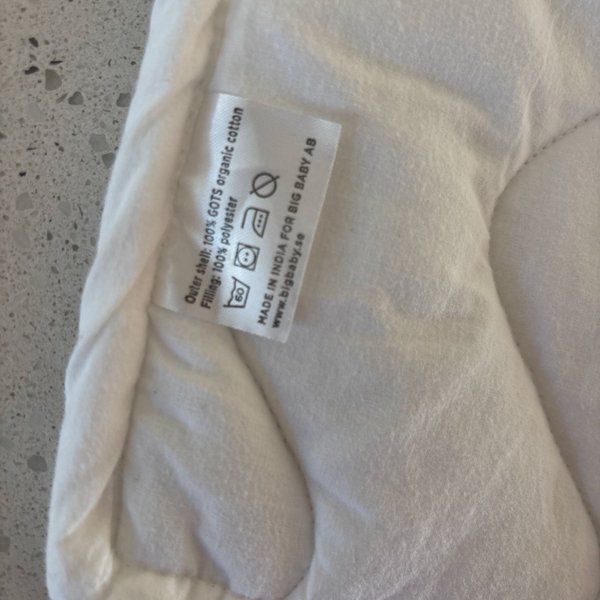 Outer shell: 100% GOTS organic cotton
Filling: 100% polyester
60
MADE IN INDIA FOR BIG BABY AB
www.bigbaby.se